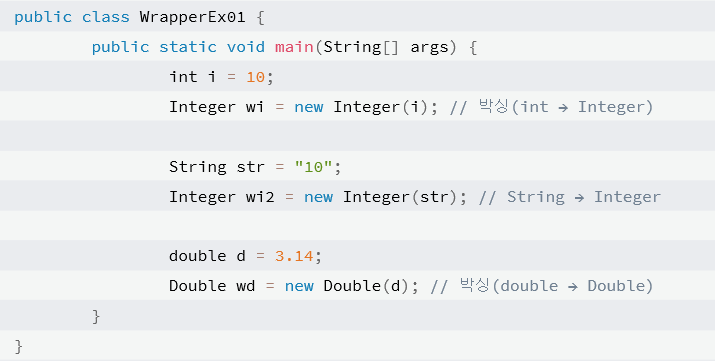 public class WrapperEx01 {
public static void main(String[] args) {
int i = 10;
Integer wi = new Integer(i); // 박싱(int → Integer)
String str = "10";
Integer wi2 = new Integer(str); // String → Integer
double d = 3.14;
Double wd = new Double(d); // 박싱(double → Double)
}
}